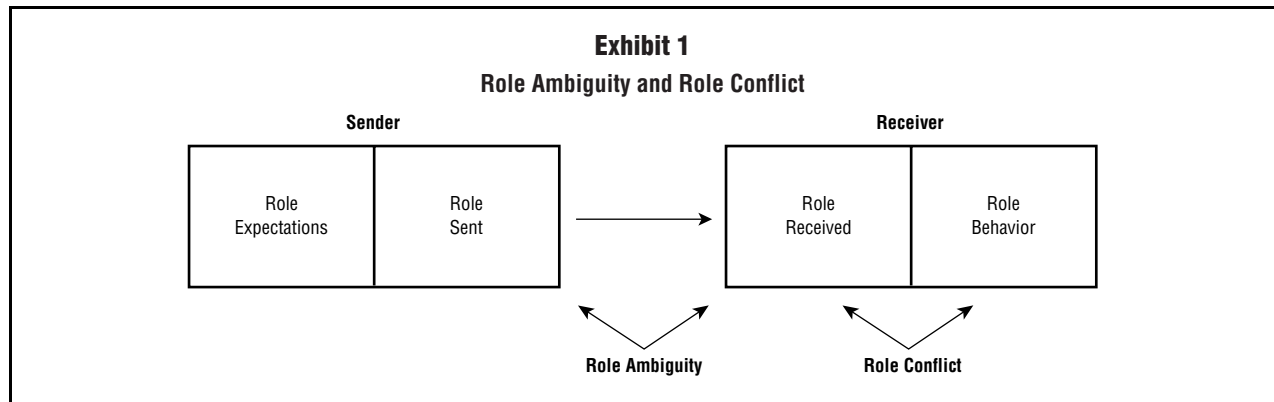 Exhibit 1
Role Ambiguity and Role Conflict
Sender
Receiver
Role
Expectations
Role
Sent
Role
Received
Role
Behavior
Role Ambiguity
Role Conflict